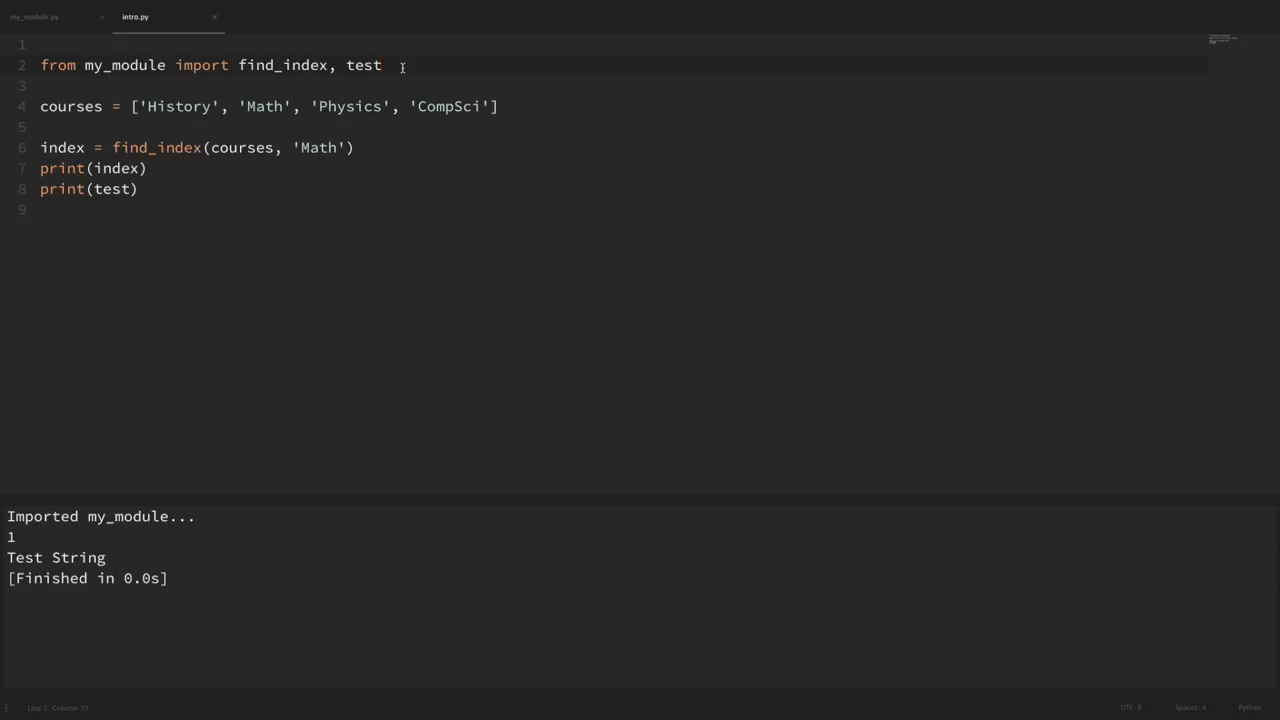 my_module.py × intro.py ×
1
2 from my_module import find_index, test
3
4 courses = ['History', 'Math', 'Physics', 'CompSci']
5
6 index = find_index(courses, 'Math')
7 print(index)
8 print(test)
9
Imported my_module...
1
Test String
[Finished in 0.0s]
Line 2, Column 39 UTF-8 Spaces: 4 Python